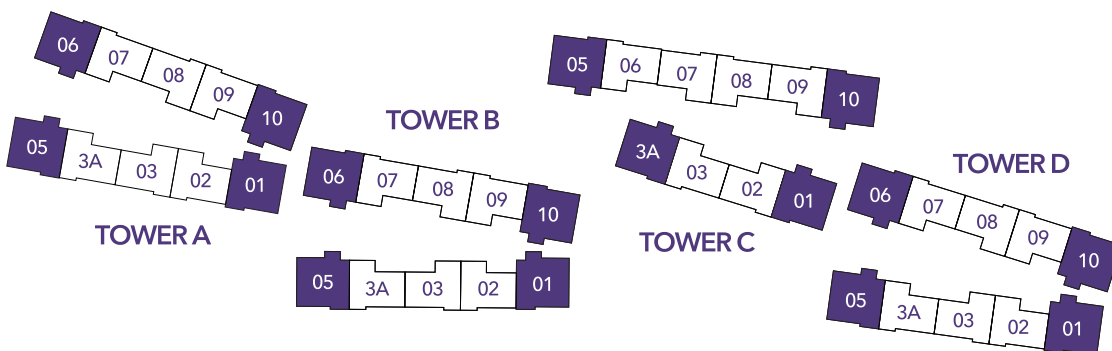 06 07 08 09 10
05 3A 03 02 01
TOWER A
TOWER B
06 07 08 09 10
05 3A 03 02 01
05 06 07 08 09 10
3A 03 02 01
TOWER C
TOWER D
06 07 08 09 10
05 3A 03 02 01